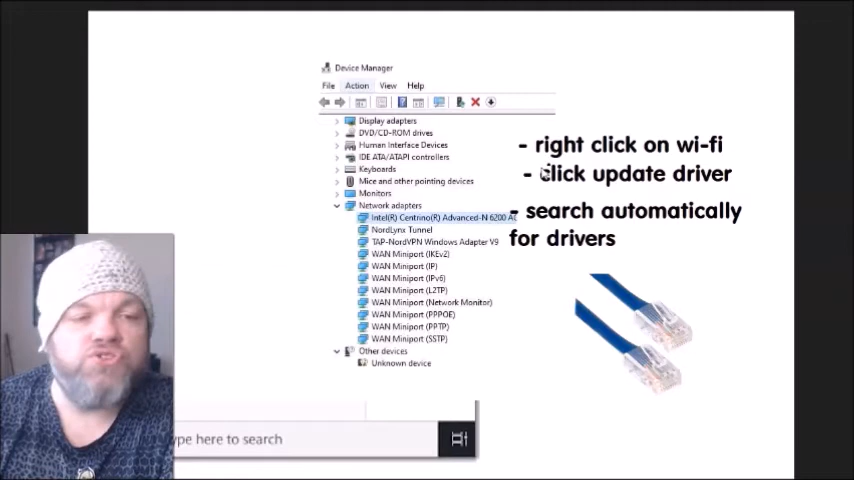 Device Manager
File Action View Help
Display adapters
DVD/CD-ROM drives
Human Interface Devices
IDE ATA/ATAPI controllers
Keyboards
Mice and other pointing devices
Monitors
Network adapters
Intel(R) Centrino(R) Advanced-N 6200 AG
NordLynx Tunnel
TAP-NordVPN Windows Adapter V9
WAN Miniport (IKEv2)
WAN Miniport (IP)
WAN Miniport (IPv6)
WAN Miniport (L2TP)
WAN Miniport (Network Monitor)
WAN Miniport (PPPOE)
WAN Miniport (PPTP)
WAN Miniport (SSTP)
Other devices
Unknown device
- right click on wi-fi
- click update driver
- search automatically
for drivers
ype here to search